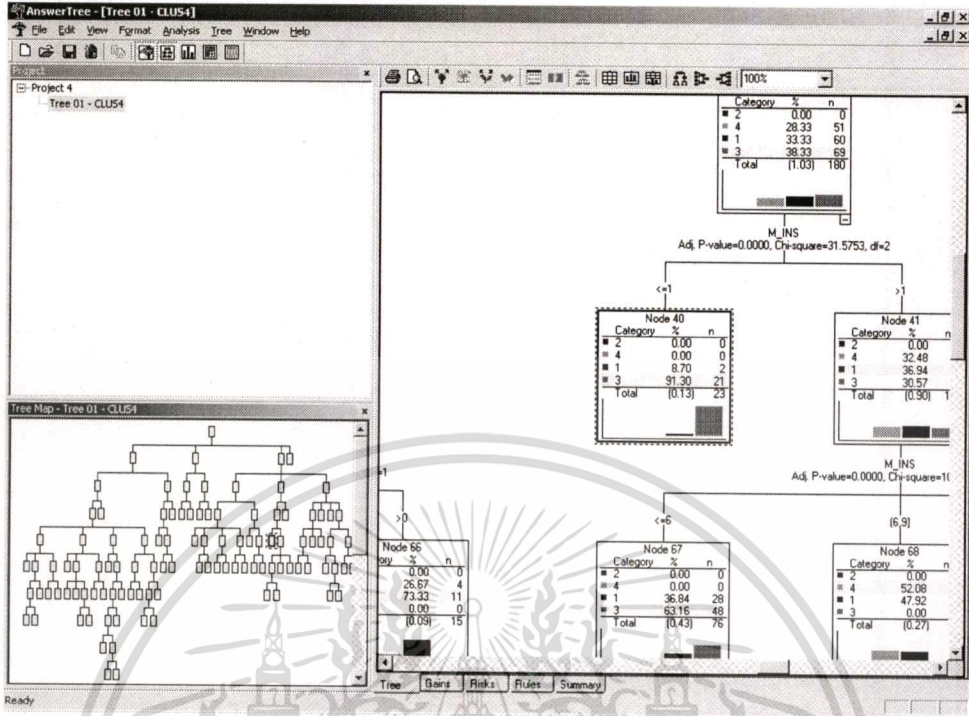 AnswerTree - [Tree 01 - CLUS4]
File Edit View Format Analysis Tree Window Help
Project
100%
Project 4
Tree 01 - CLUS4
Category % n
2 0.00 0
4 28.33 51
1 33.33 60
3 38.33 69
Total (1.03) 180
M_INS
Adj. P-value=0.0000, Chi-square=31.5753, df=2
<=1
>1
Node 40
Category % n
2 0.00 0
4 0.00 0
1 8.70 2
3 91.30 21
Total (0.13) 23
Node 41
Category % n
2 0.00
4 32.48
1 36.94
3 30.57
Total (0.90) 1
Tree Map - Tree 01 - CLUS4
M_INS
Adj. P-value=0.0000, Chi-square=10
=1
>0
<=6
(6,9]
Node 66
ory % n
0.00 0
26.67 4
73.33 11
0.00 0
(0.09) 15
Node 67
Category % n
2 0.00 0
4 0.00 0
1 36.84 28
3 63.16 48
Total (0.43) 76
Node 68
Category % n
2 0.00
4 52.08
1 47.92
3 0.00
Total (0.27)
Tree Gains Risks Rules Summary
Ready